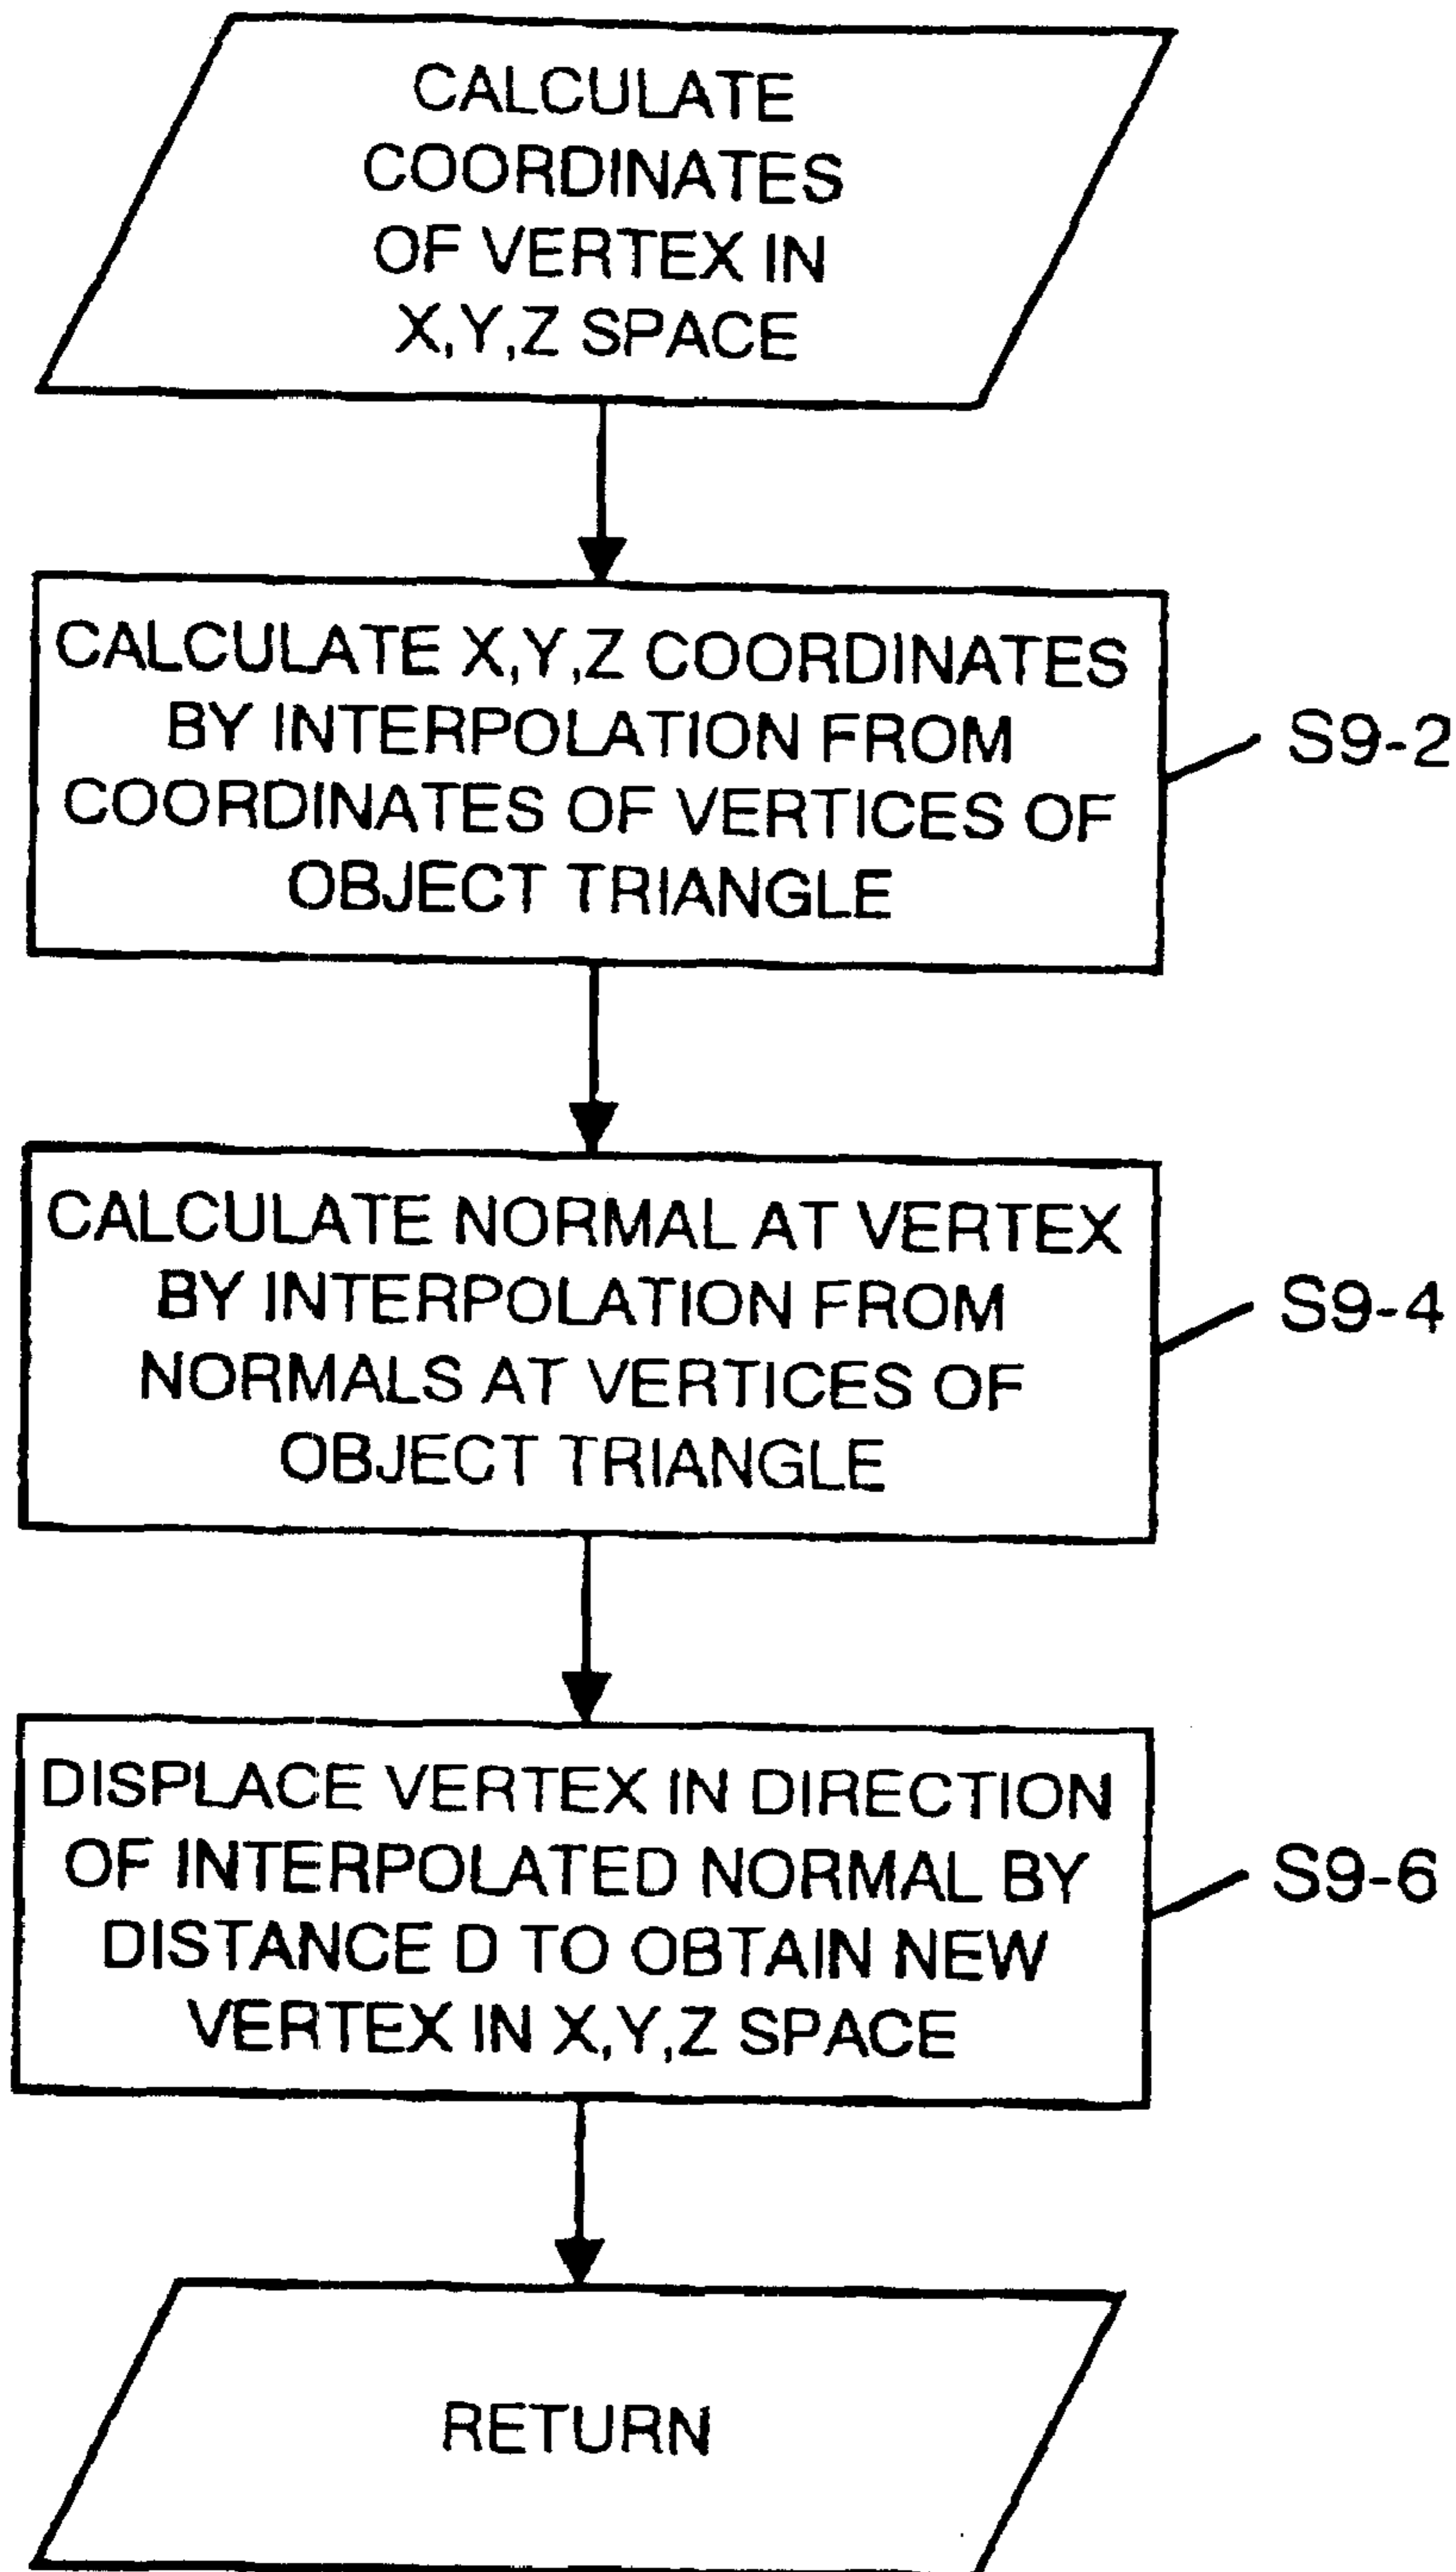 CALCULATE
COORDINATES
OF VERTEX IN
X,Y,Z SPACE
CALCULATE X,Y,Z COORDINATES
BY INTERPOLATION FROM
COORDINATES OF VERTICES OF
OBJECT TRIANGLE
S9-2
CALCULATE NORMAL AT VERTEX
BY INTERPOLATION FROM
NORMALS AT VERTICES OF
OBJECT TRIANGLE
S9-4
DISPLACE VERTEX IN DIRECTION
OF INTERPOLATED NORMAL BY
DISTANCE D TO OBTAIN NEW
VERTEX IN X,Y,Z SPACE
S9-6
RETURN